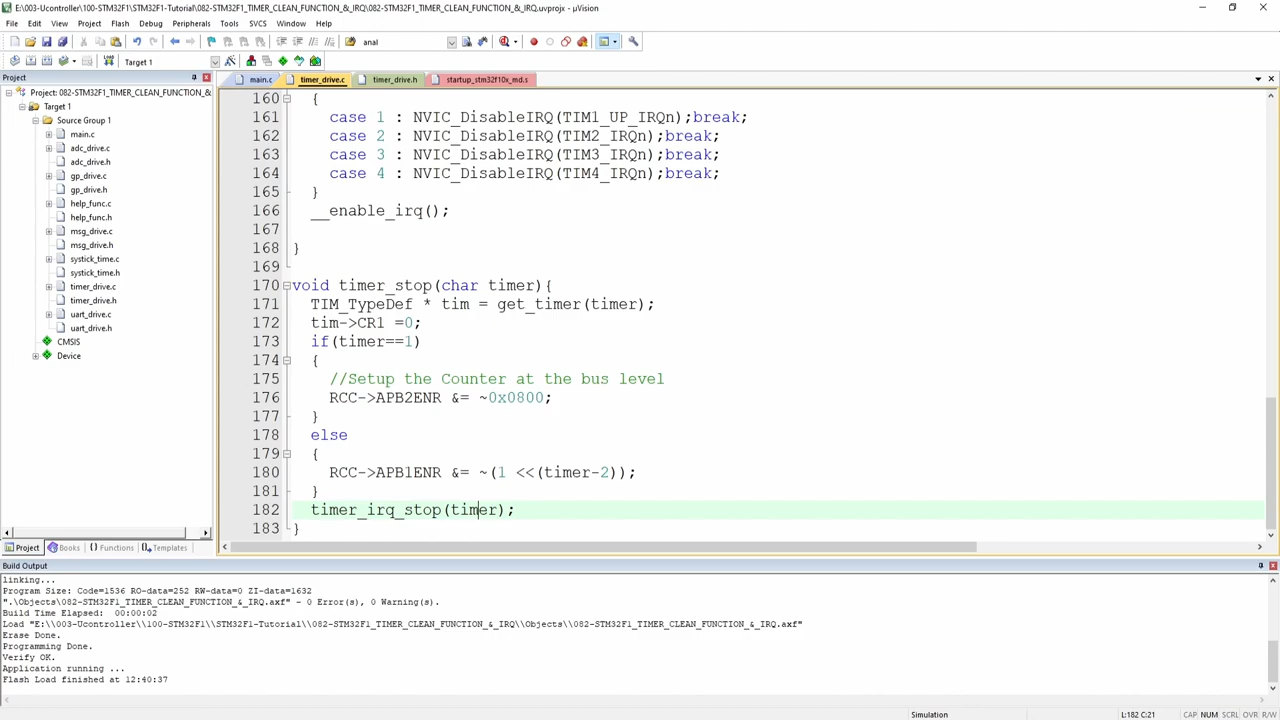 E:\003-Ucontroller\100-STM32F1\STM32F1-Tutorial\082-STM32F1_TIMER_CLEAN_FUNCTION_&_IRQ\082-STM32F1_TIMER_CLEAN_FUNCTION_&_IRQ.uvprojx - µVision
File Edit View Project Flash Debug Peripherals Tools SVCS Window Help
anal
Target 1
Project
main.c timer_drive.c timer_drive.h startup_stm32f10x_md.s
Project: 082-STM32F1_TIMER_CLEAN_FUNCTION_&
Target 1
Source Group 1
main.c
adc_drive.c
adc_drive.h
gp_drive.c
gp_drive.h
help_func.c
help_func.h
msg_drive.c
msg_drive.h
systick_time.c
systick_time.h
timer_drive.c
timer_drive.h
uart_drive.c
uart_drive.h
CMSIS
Device
160 {
161 case 1 : NVIC_DisableIRQ(TIM1_UP_IRQn);break;
162 case 2 : NVIC_DisableIRQ(TIM2_IRQn);break;
163 case 3 : NVIC_DisableIRQ(TIM3_IRQn);break;
164 case 4 : NVIC_DisableIRQ(TIM4_IRQn);break;
165 }
166 __enable_irq();
167
168 }
169
170 void timer_stop(char timer){
171 TIM_TypeDef * tim = get_timer(timer);
172 tim->CR1 =0;
173 if(timer==1)
174 {
175 //Setup the Counter at the bus level
176 RCC->APB2ENR &= ~0x0800;
177 }
178 else
179 {
180 RCC->APB1ENR &= ~(1 <<(timer-2));
181 }
182 timer_irq_stop(timer);
183 }
Project Books {} Functions Templates
Build Output
linking...
Program Size: Code=1536 RO-data=252 RW-data=0 ZI-data=1632
".\Objects\082-STM32F1_TIMER_CLEAN_FUNCTION_&_IRQ.axf" - 0 Error(s), 0 Warning(s).
Build Time Elapsed: 00:00:02
Load "E:\\003-Ucontroller\\100-STM32F1\\STM32F1-Tutorial\\082-STM32F1_TIMER_CLEAN_FUNCTION_&_IRQ\\Objects\\082-STM32F1_TIMER_CLEAN_FUNCTION_&_IRQ.axf"
Erase Done.
Programming Done.
Verify OK.
Application running ...
Flash Load finished at 12:40:37
Simulation L:182 C:21 CAP NUM SCRL OVR R/W